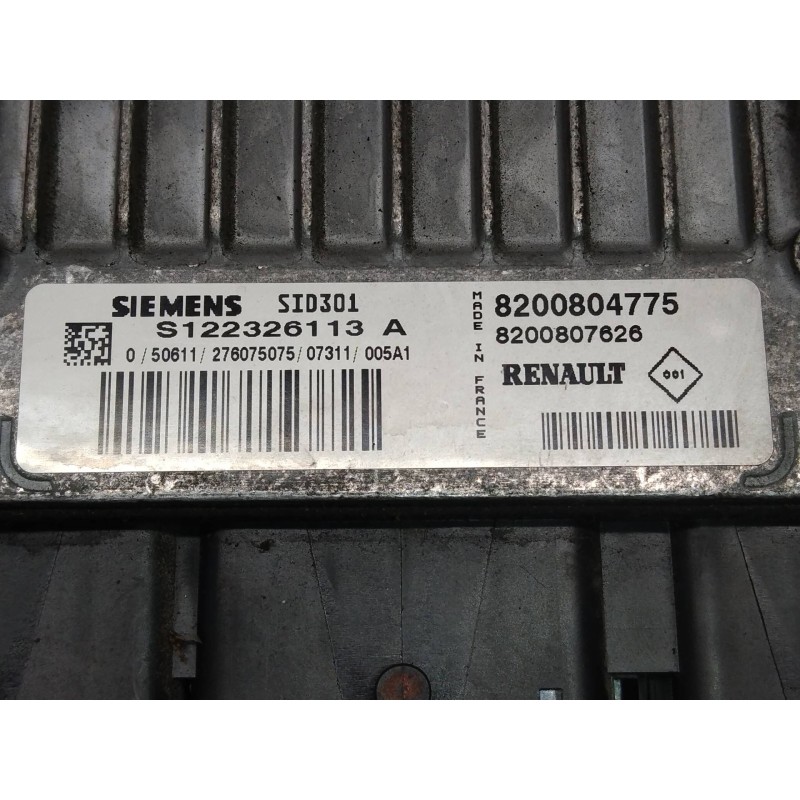 SIEMENS SID301
S122326113 A
0/50611/276075075/07311/005A1
MADE IN FRANCE
8200804775
8200807626
RENAULT 001